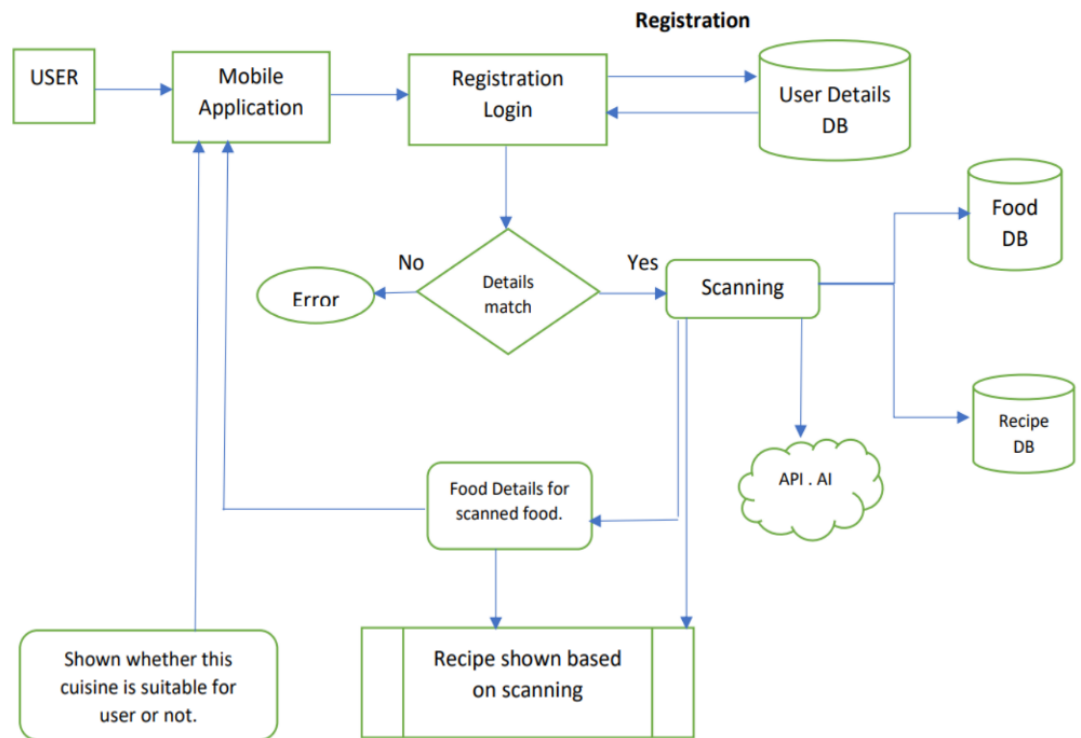 Registration
USER
Mobile
Application
Registration
Login
User Details
DB
Food
DB
No
Yes
Error
Details
match
Scanning
Recipe
DB
API . AI
Food Details for
scanned food.
Shown whether this
cuisine is suitable for
user or not.
Recipe shown based
on scanning